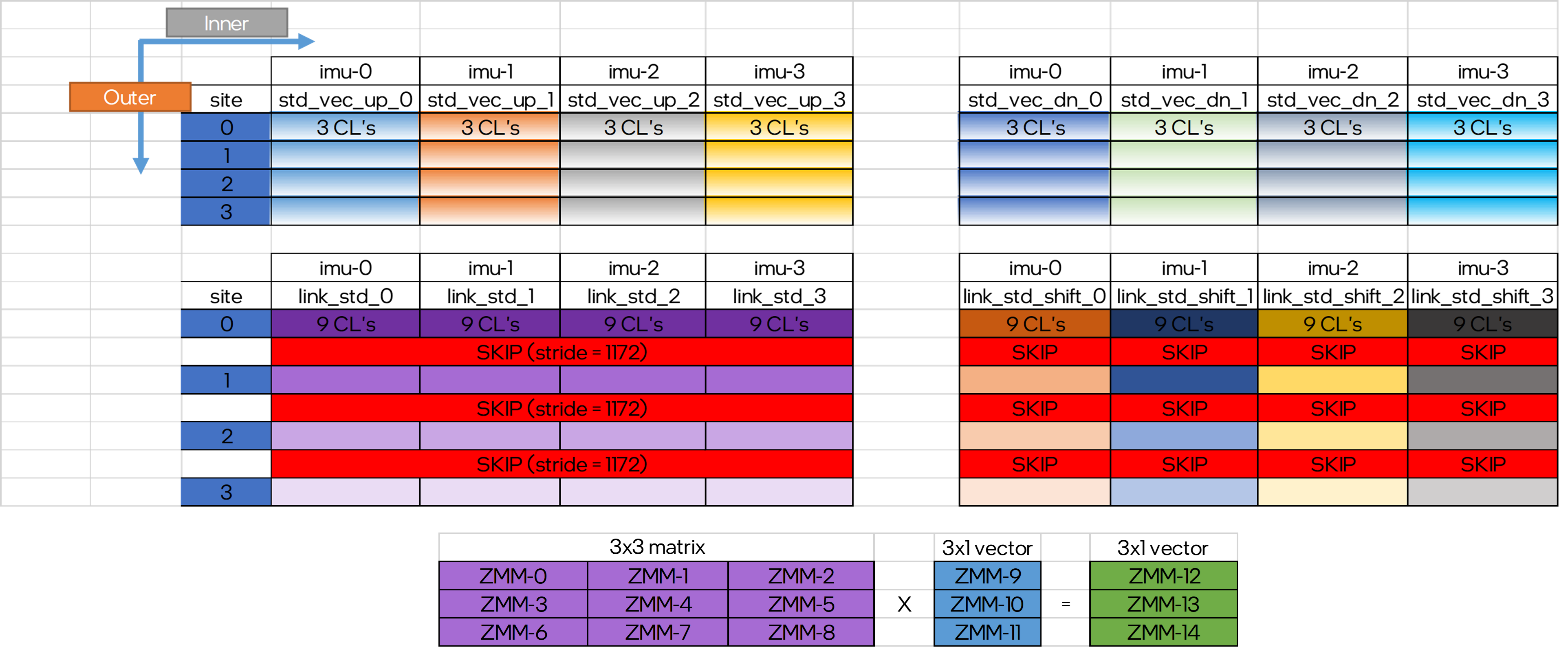 Inner
Outer
imu-0 imu-1 imu-2 imu-3 imu-0 imu-1 imu-2 imu-3
site std_vec_up_0 std_vec_up_1 std_vec_up_2 std_vec_up_3 std_vec_dn_0 std_vec_dn_1 std_vec_dn_2 std_vec_dn_3
0 3 CL's 3 CL's 3 CL's 3 CL's 3 CL's 3 CL's 3 CL's 3 CL's
1
2
3
imu-0 imu-1 imu-2 imu-3 imu-0 imu-1 imu-2 imu-3
site link_std_0 link_std_1 link_std_2 link_std_3 link_std_shift_0 link_std_shift_1 link_std_shift_2 link_std_shift_3
0 9 CL's 9 CL's 9 CL's 9 CL's 9 CL's 9 CL's 9 CL's 9 CL's
SKIP (stride = 1172) SKIP SKIP SKIP SKIP
1
SKIP (stride = 1172) SKIP SKIP SKIP SKIP
2
SKIP (stride = 1172) SKIP SKIP SKIP SKIP
3
3x3 matrix 3x1 vector 3x1 vector
ZMM-0 ZMM-1 ZMM-2 ZMM-9 ZMM-12
ZMM-3 ZMM-4 ZMM-5 X ZMM-10 = ZMM-13
ZMM-6 ZMM-7 ZMM-8 ZMM-11 ZMM-14